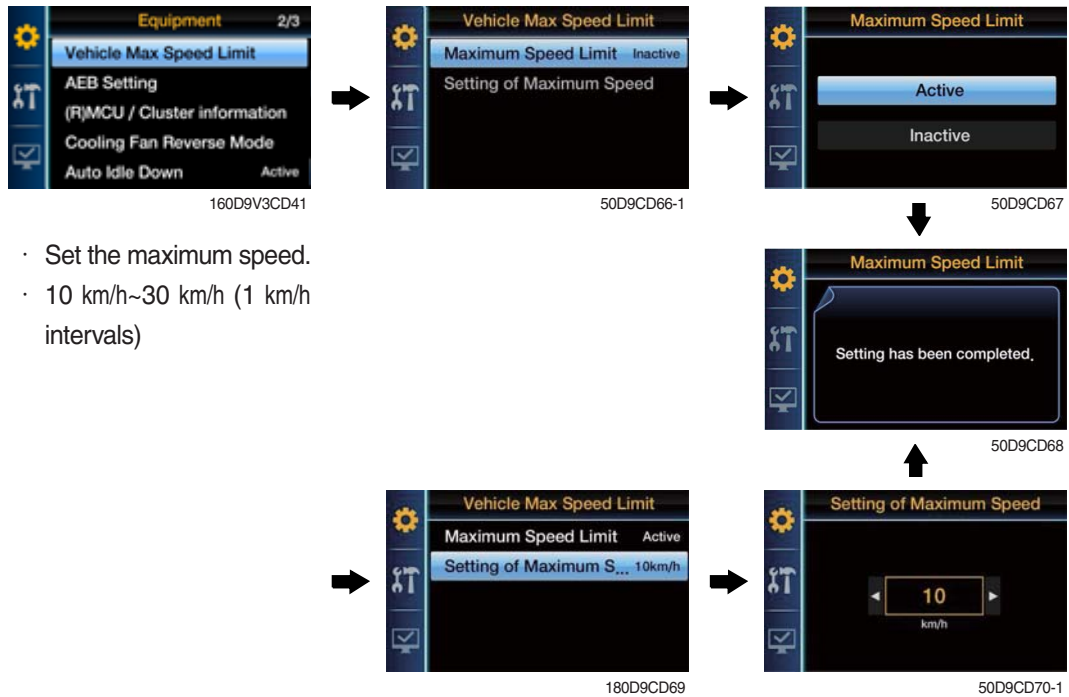 Equipment 2/3
Vehicle Max Speed Limit
AEB Setting
(R)MCU / Cluster information
Cooling Fan Reverse Mode
Auto Idle Down Active
160D9V3CD41
Vehicle Max Speed Limit
Maximum Speed Limit Inactive
Setting of Maximum Speed
50D9CD66-1
Maximum Speed Limit
Active
Inactive
50D9CD67
· Set the maximum speed.
· 10 km/h~30 km/h (1 km/h
intervals)
Maximum Speed Limit
Setting has been completed.
50D9CD68
Vehicle Max Speed Limit
Maximum Speed Limit Active
Setting of Maximum S... 10km/h
180D9CD69
Setting of Maximum Speed
10
km/h
50D9CD70-1